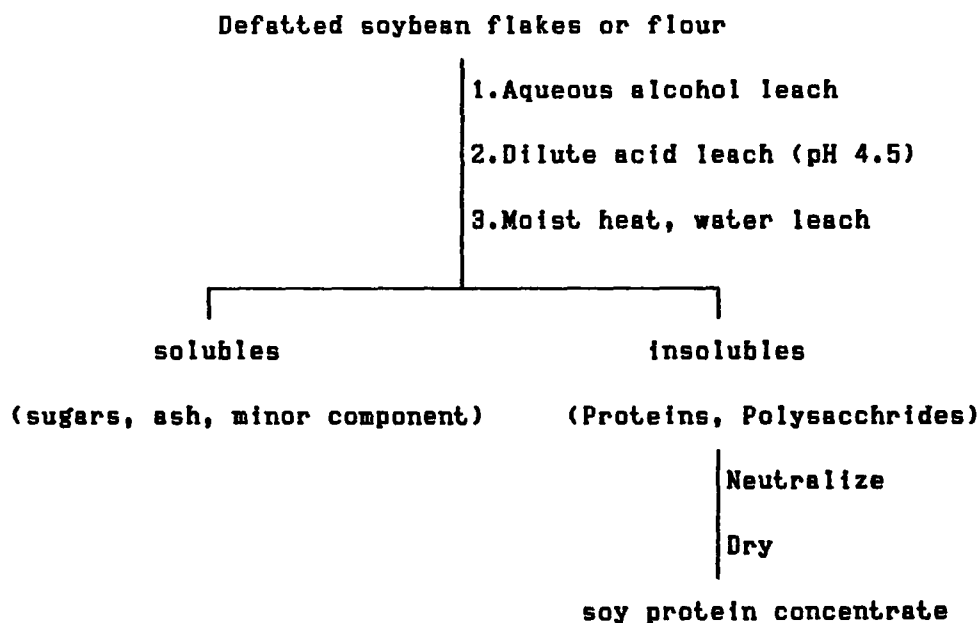 Defatted soybean flakes or flour
1.Aqueous alcohol leach
2.Dilute acid leach (pH 4.5)
3.Moist heat, water leach
solubles insolubles
(sugars, ash, minor component) (Proteins, Polysacchrides)
Neutralize
Dry
soy protein concentrate